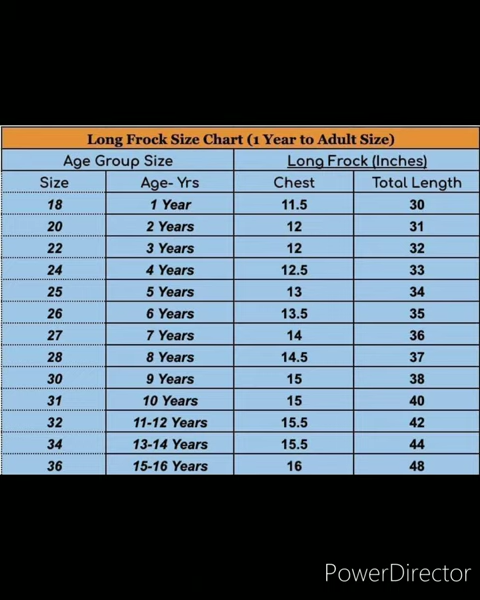 Long Frock Size Chart (1 Year to Adult Size)
Age Group Size Long Frock (Inches)
Size Age- Yrs Chest Total Length
18 1 Year 11.5 30
20 2 Years 12 31
22 3 Years 12 32
24 4 Years 12.5 33
25 5 Years 13 34
26 6 Years 13.5 35
27 7 Years 14 36
28 8 Years 14.5 37
30 9 Years 15 38
31 10 Years 15 40
32 11-12 Years 15.5 42
34 13-14 Years 15.5 44
36 15-16 Years 16 48
PowerDirector